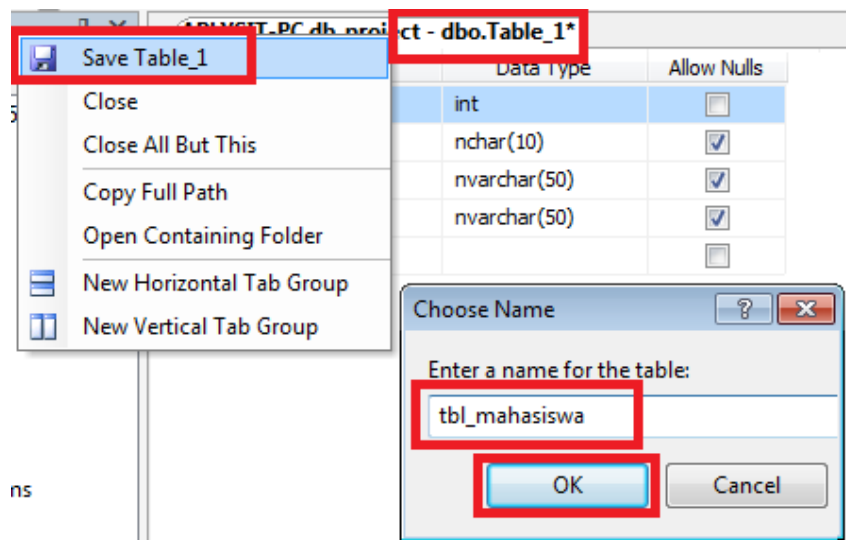 ct - dbo.Table_1*
Save Table_1
Close
Close All But This
Copy Full Path
Open Containing Folder
New Horizontal Tab Group
New Vertical Tab Group
Data Type Allow Nulls
int
nchar(10)
nvarchar(50)
nvarchar(50)
Choose Name
Enter a name for the table:
tbl_mahasiswa
OK Cancel
ns